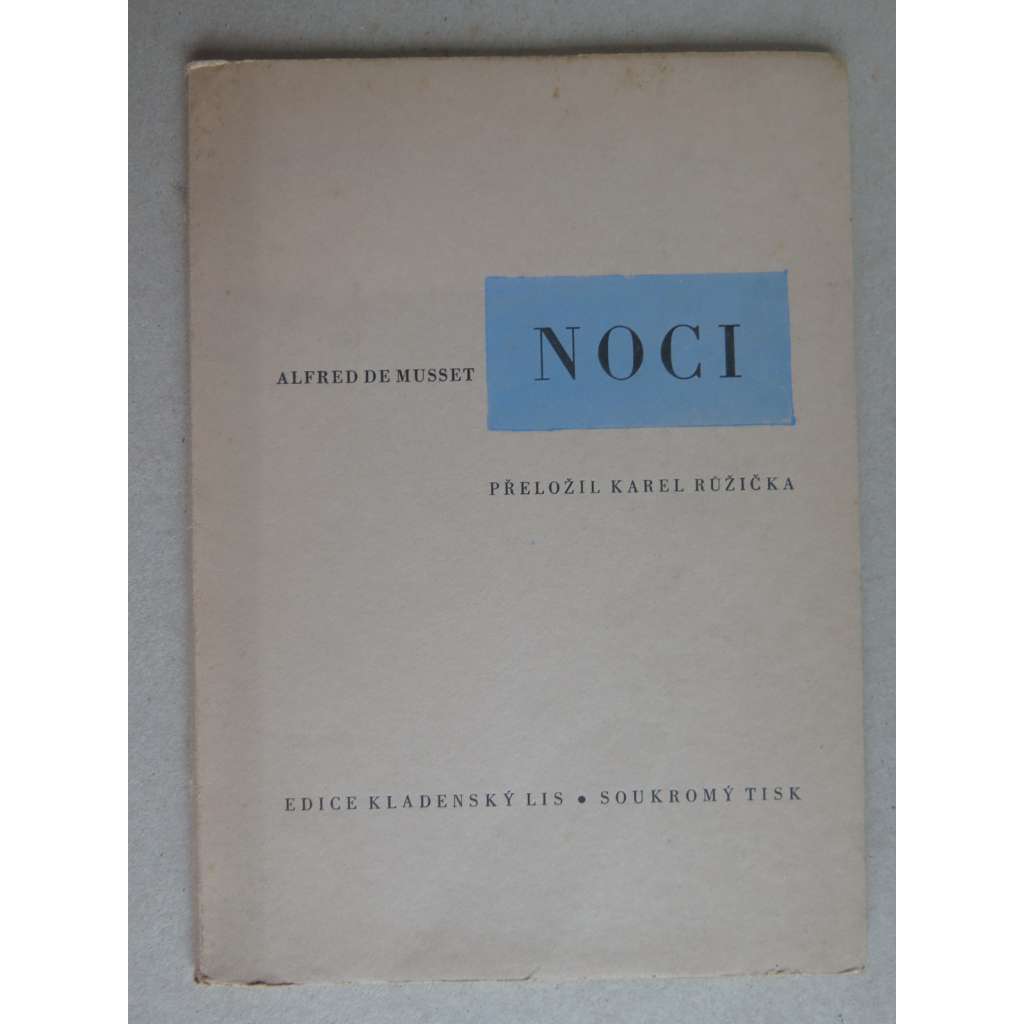 NOCI
ALFRED DE MUSSET
PŘELOŽIL KAREL RŮŽIČKA
EDICE KLADENSKÝ LIS • SOUKROMÝ TISK